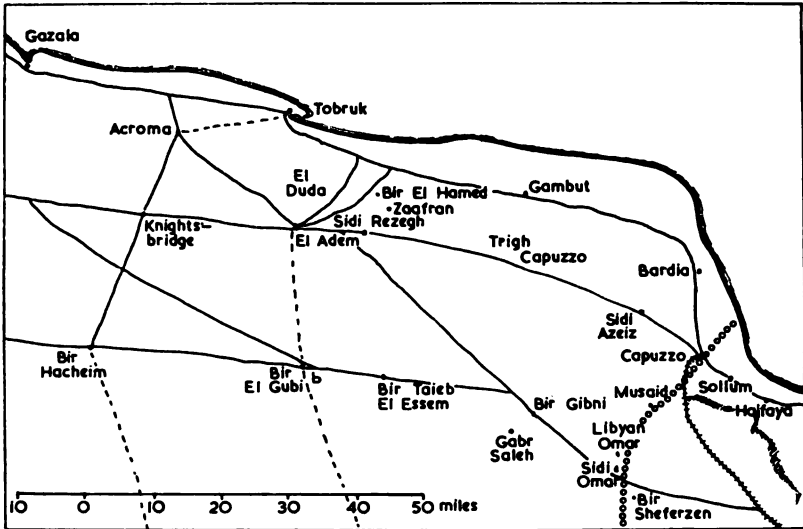 Gazala
Tobruk
Acroma
El
Duda
Bir El Hamed
Zaafran
Gambut
Knights-
bridge
Sidi Rezegh
El Adem
Trigh
Capuzzo
Bardia
Sidi
Azeiz
Capuzzo
Bir
Hacheim
Bir
El Gubi
Bir Taieb
El Essem
Musaid
Sollum
Halfaya
Bir Gibni
Libyan
Omar
Gabr
Saleh
Sidi
Omar
Bir
Sheferzen
10 0 10 20 30 40 50 miles